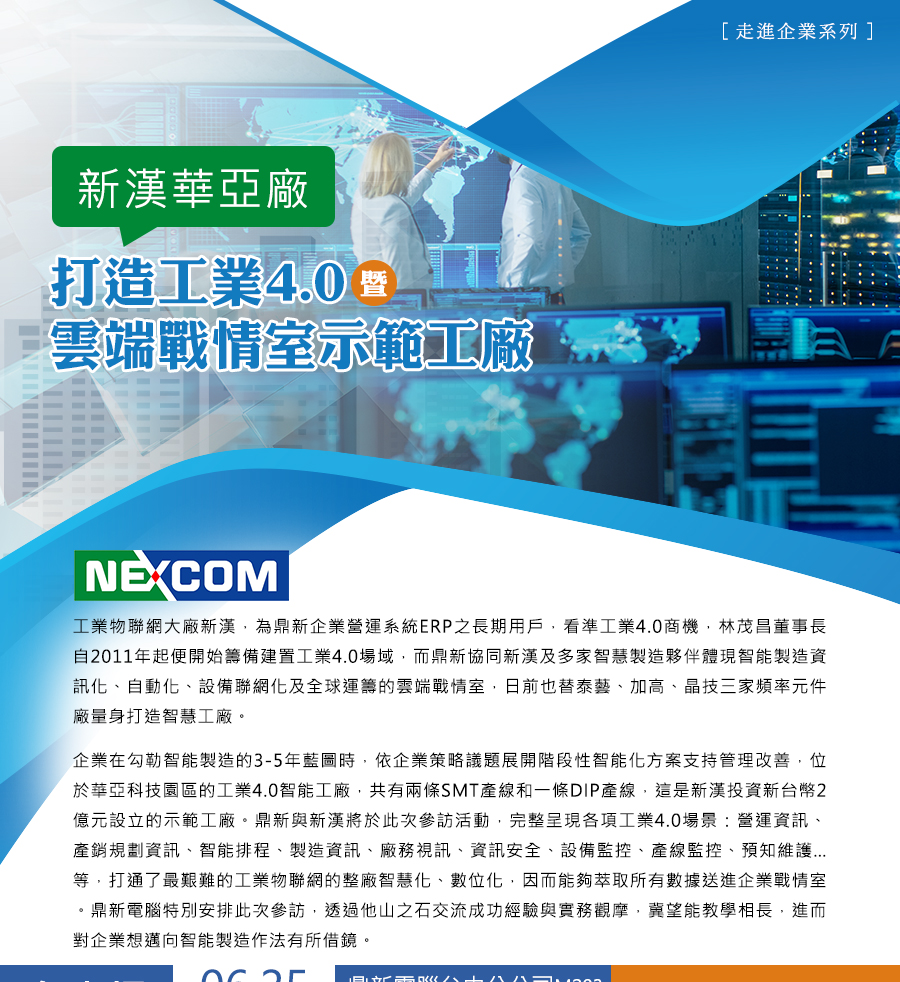 ［走進企業系列］
新漢華亞廠
打造工業4.0暨
雲端戰情室示範工廠
NEXCOM
工業物聯網大廠新漢，為鼎新企業營運系統ERP之長期用戶，看準工業4.0商機，林茂昌董事長
自2011年起便開始籌備建置工業4.0場域，而鼎新協同新漢及多家智慧製造夥伴體現智能製造資
訊化、自動化、設備聯網化及全球運籌的雲端戰情室，日前也替泰藝、加高、晶技三家頻率元件
廠量身打造智慧工廠。
企業在勾勒智能製造的3-5年藍圖時，依企業策略議題展開階段性智能化方案支持管理改善，位
於華亞科技園區的工業4.0智能工廠，共有兩條SMT產線和一條DIP產線，這是新漢投資新台幣2
億元設立的示範工廠。鼎新與新漢將於此次參訪活動，完整呈現各項工業4.0場景：營運資訊、
產銷規劃資訊、智能排程、製造資訊、廠務視訊、資訊安全、設備監控、產線監控、預知維護...
等，打通了最艱難的工業物聯網的整廠智慧化、數位化，因而能夠萃取所有數據送進企業戰情室
。鼎新電腦特別安排此次參訪，透過他山之石交流成功經驗與實務觀摩，冀望能教學相長，進而
對企業想邁向智能製造作法有所借鏡。